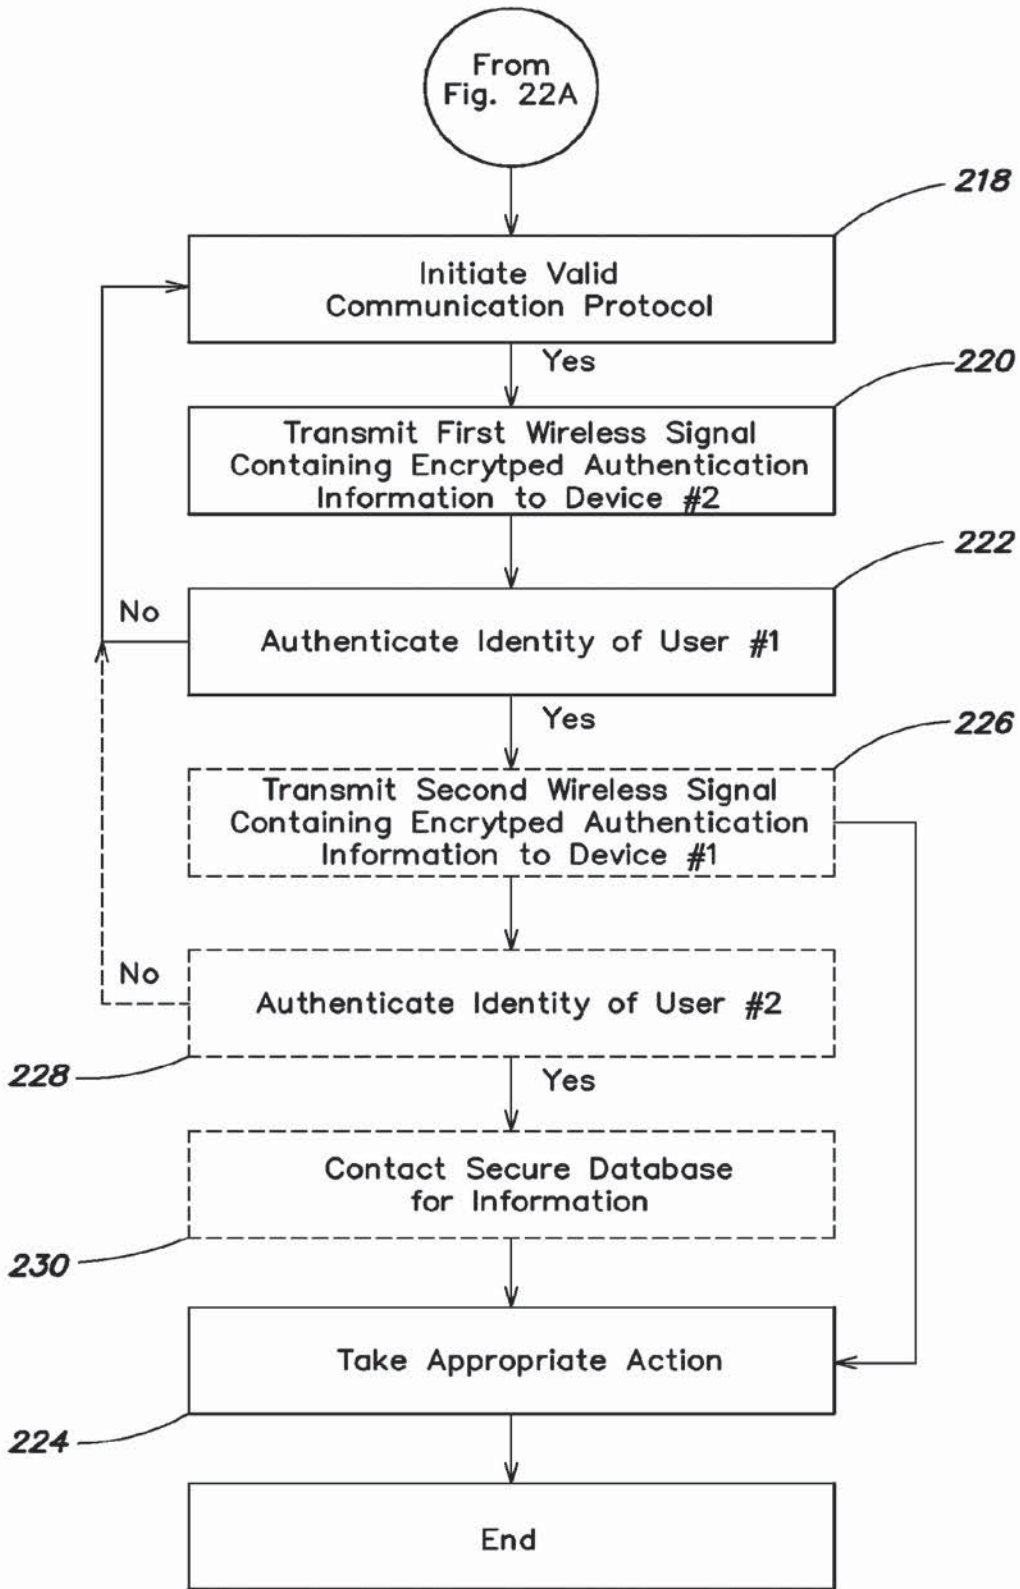 From
Fig. 22A
218
Initiate Valid
Communication Protocol
Yes
220
Transmit First Wireless Signal
Containing Encrytped Authentication
Information to Device #2
222
No
Authenticate Identity of User #1
Yes
226
Transmit Second Wireless Signal
Containing Encrytped Authentication
Information to Device #1
No
Authenticate Identity of User #2
228
Yes
Contact Secure Database
for Information
230
Take Appropriate Action
224
End